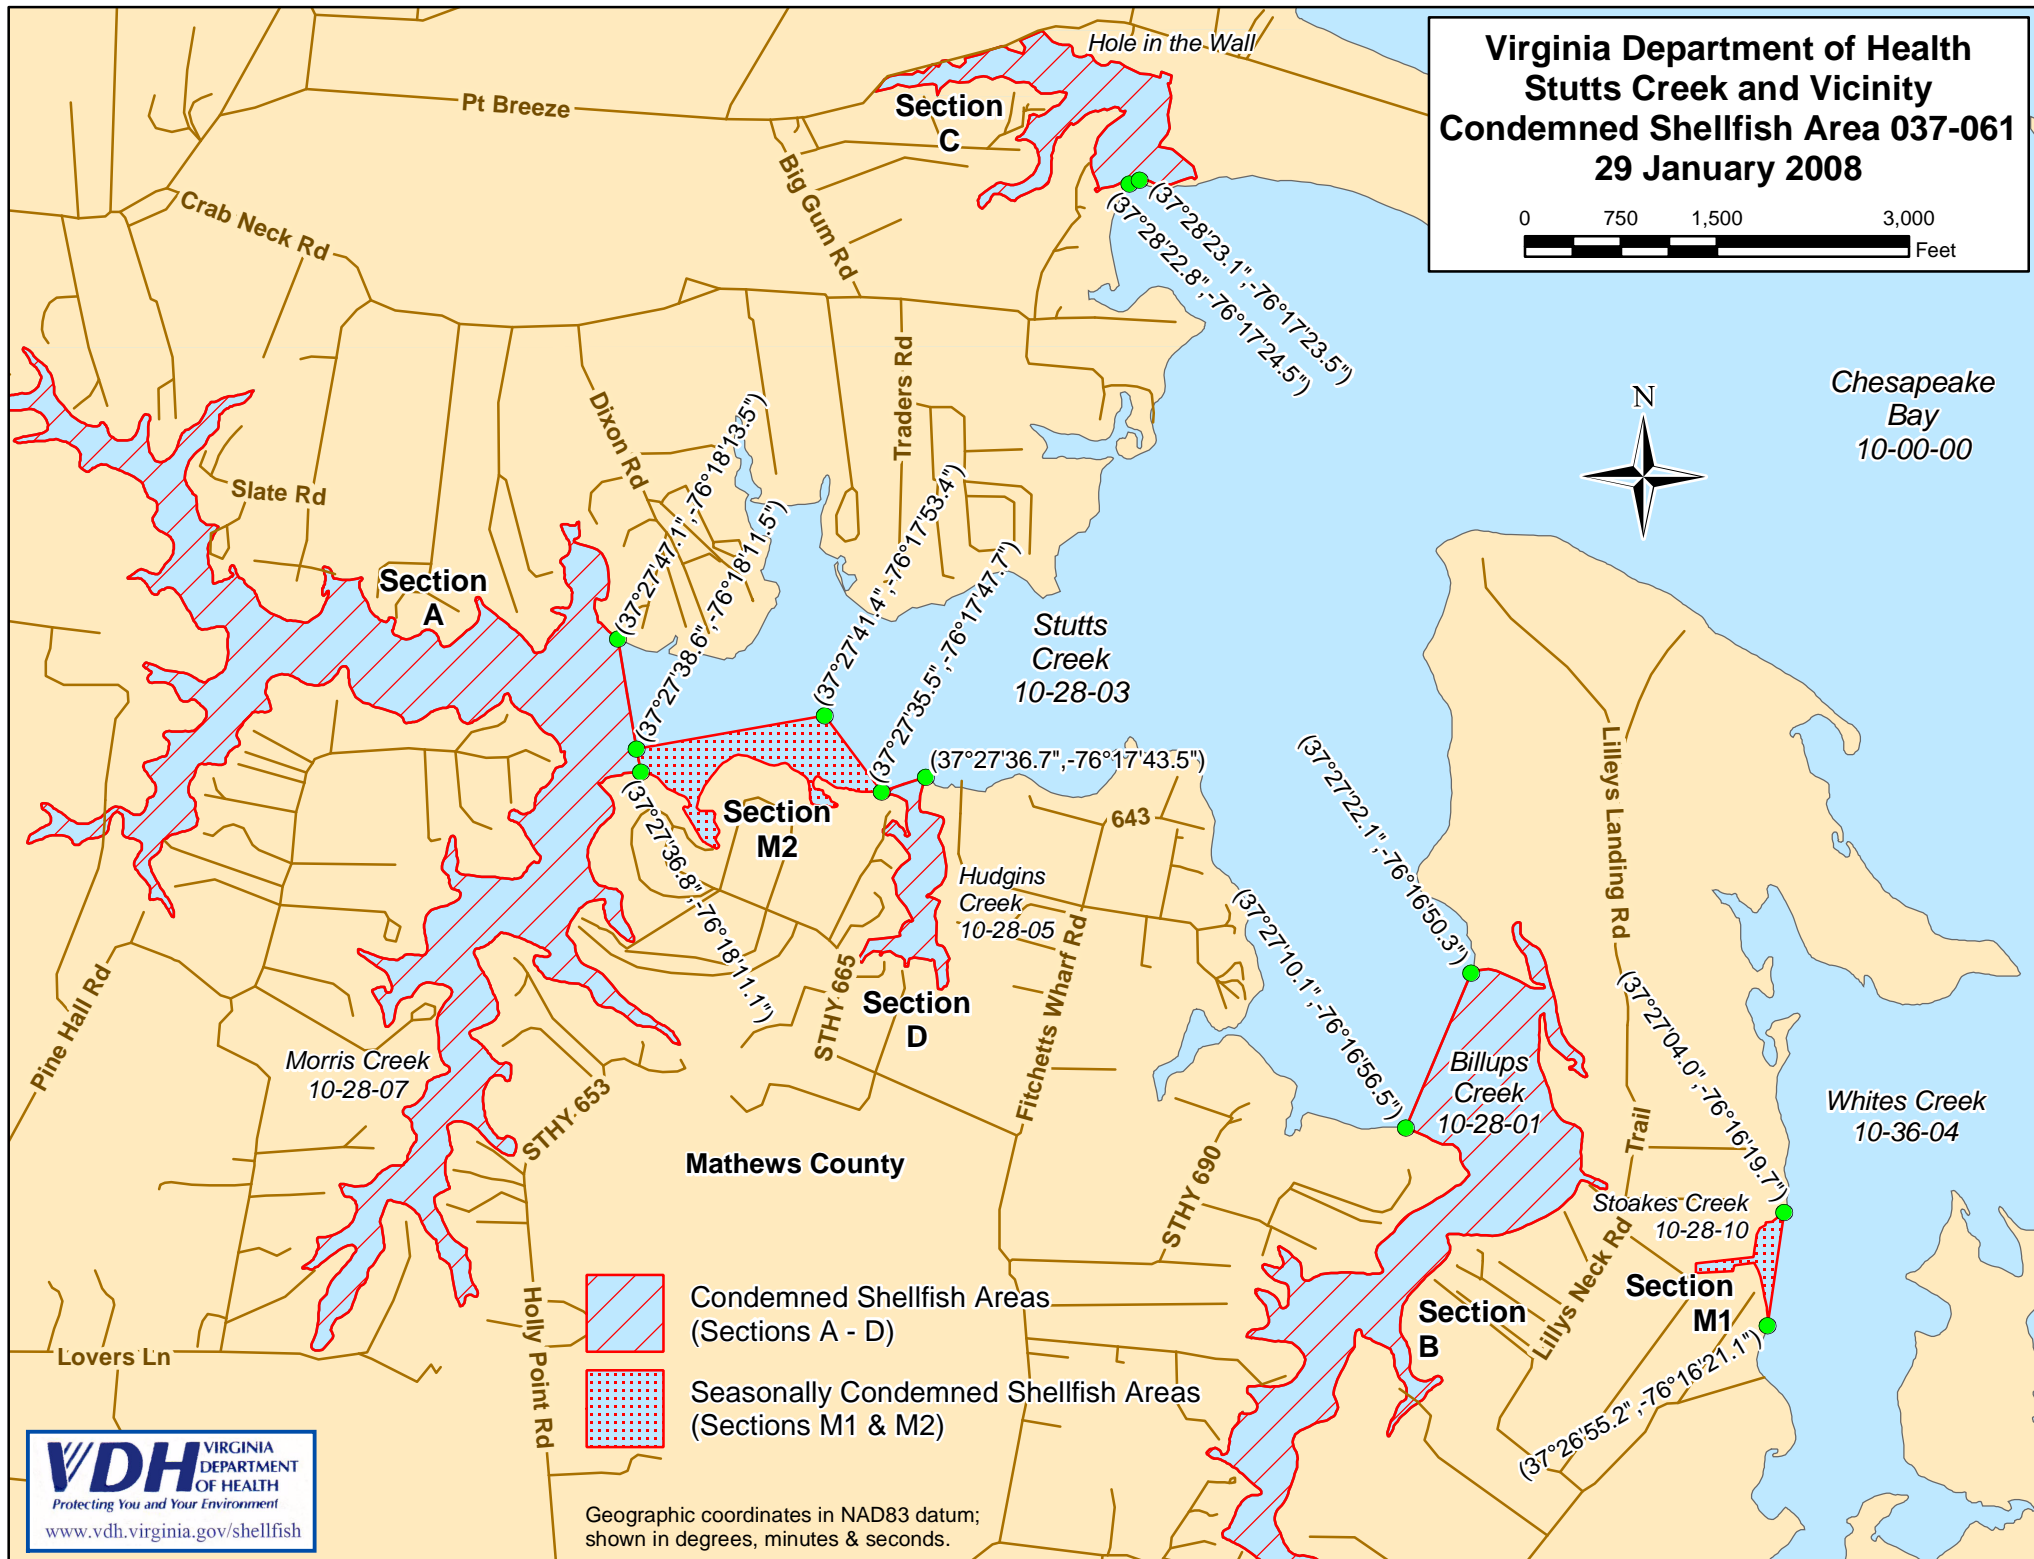 Virginia Department of Health
Stutts Creek and Vicinity
Condemned Shellfish Area 037-061
29 January 2008
0 750 1,500 3,000
Feet
Hole in the Wall
Pt Breeze
Section
C
Big Gum Rd
Crab Neck Rd
(37°28'23.1",-76°17'23.5")
(37°28'22.8",-76°17'24.5")
Chesapeake
Bay
10-00-00
N
Traders Rd
Dixon Rd
Slate Rd
(37°27'47.1",-76°18'13.5")
(37°27'38.6",-76°18'11.5")
(37°27'41.4",-76°17'53.4")
(37°27'35.5",-76°17'47.7")
Section
A
Stutts
Creek
10-28-03
(37°27'36.7",-76°17'43.5")
(37°27'22.1",-76°16'50.3")
Lilleys Landing Rd
643
Section
M2
(37°27'36.8",-76°18'11.1")
Hudgins
Creek
10-28-05
(37°27'10.1",-76°16'56.5")
Fitchetts Wharf Rd
STHY 665
Section
D
(37°27'04.0",-76°16'19.7")
Pine Hall Rd
Morris Creek
10-28-07
STHY 653
Billups
Creek
10-28-01
Whites Creek
10-36-04
Trail
Mathews County
STHY 690
Stoakes Creek
10-28-10
Lillys Neck Rd
Section
M1
Section
B
Holly Point Rd
Condemned Shellfish Areas
(Sections A - D)
Lovers Ln
Seasonally Condemned Shellfish Areas
(Sections M1 & M2)
(37°26'55.2",-76°16'21.1")
VDH VIRGINIA
DEPARTMENT
OF HEALTH
Protecting You and Your Environment
www.vdh.virginia.gov/shellfish
Geographic coordinates in NAD83 datum;
shown in degrees, minutes & seconds.